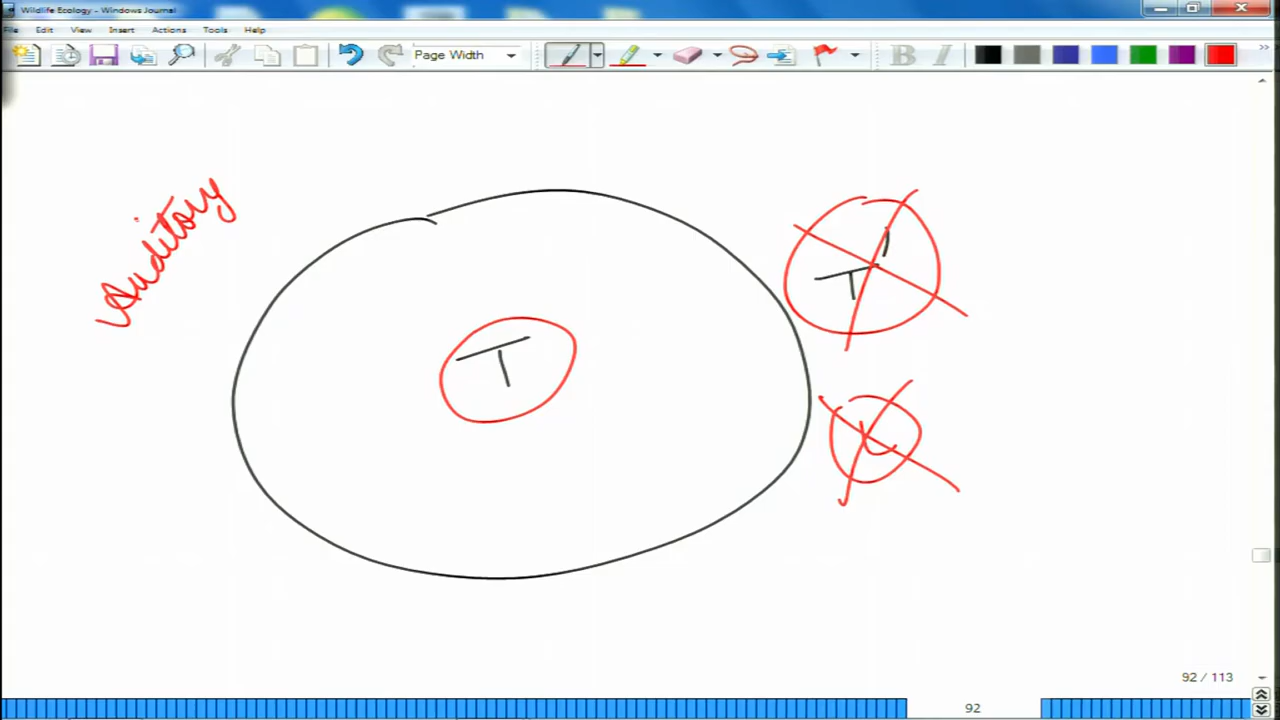 Wildlife Ecology - Windows Journal
File Edit View Insert Actions Tools Help
Page Width
B I
Auditory
T'
T
L
92 / 113
92